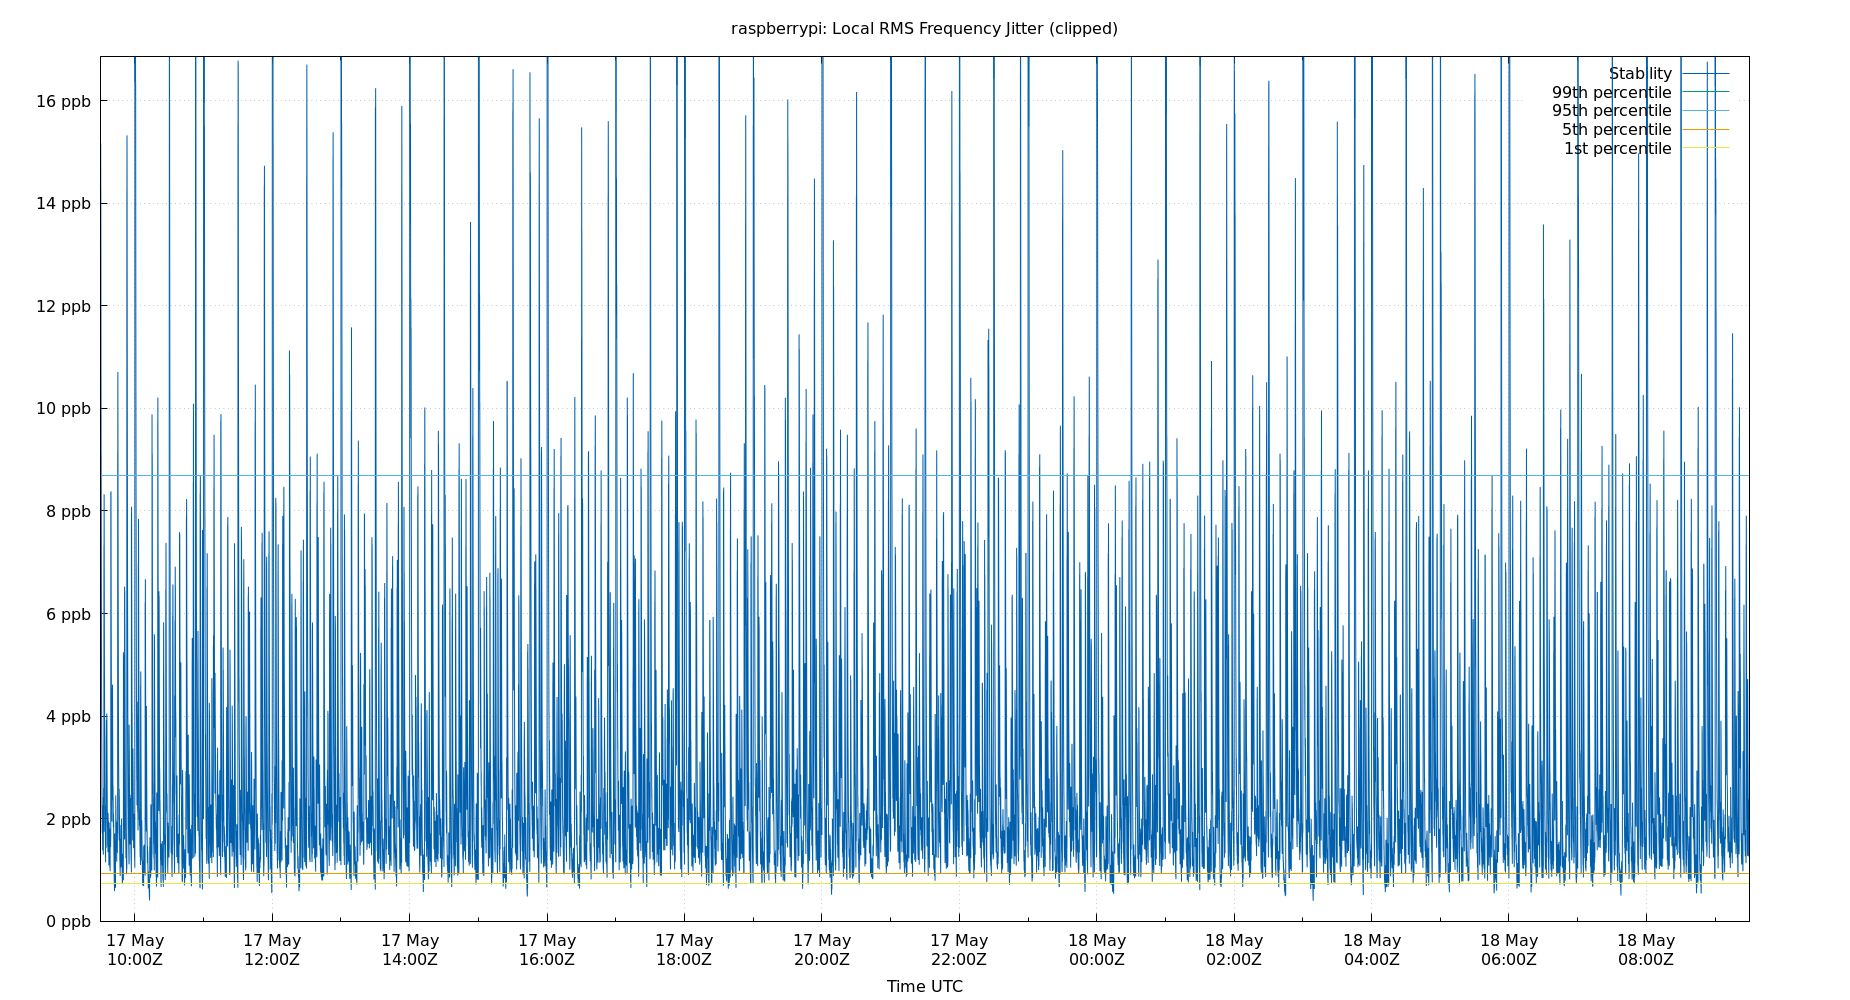 raspberrypi: Local RMS Frequency Jitter (clipped)
Stability
99th percentile
95th percentile
5th percentile
1st percentile
16 ppb
14 ppb
12 ppb
10 ppb
8 ppb
6 ppb
4 ppb
2 ppb
0 ppb
17 May 17 May 17 May 17 May 17 May 17 May 17 May 18 May 18 May 18 May 18 May 18 May
10:00Z 12:00Z 14:00Z 16:00Z 18:00Z 20:00Z 22:00Z 00:00Z 02:00Z 04:00Z 06:00Z 08:00Z
Time UTC